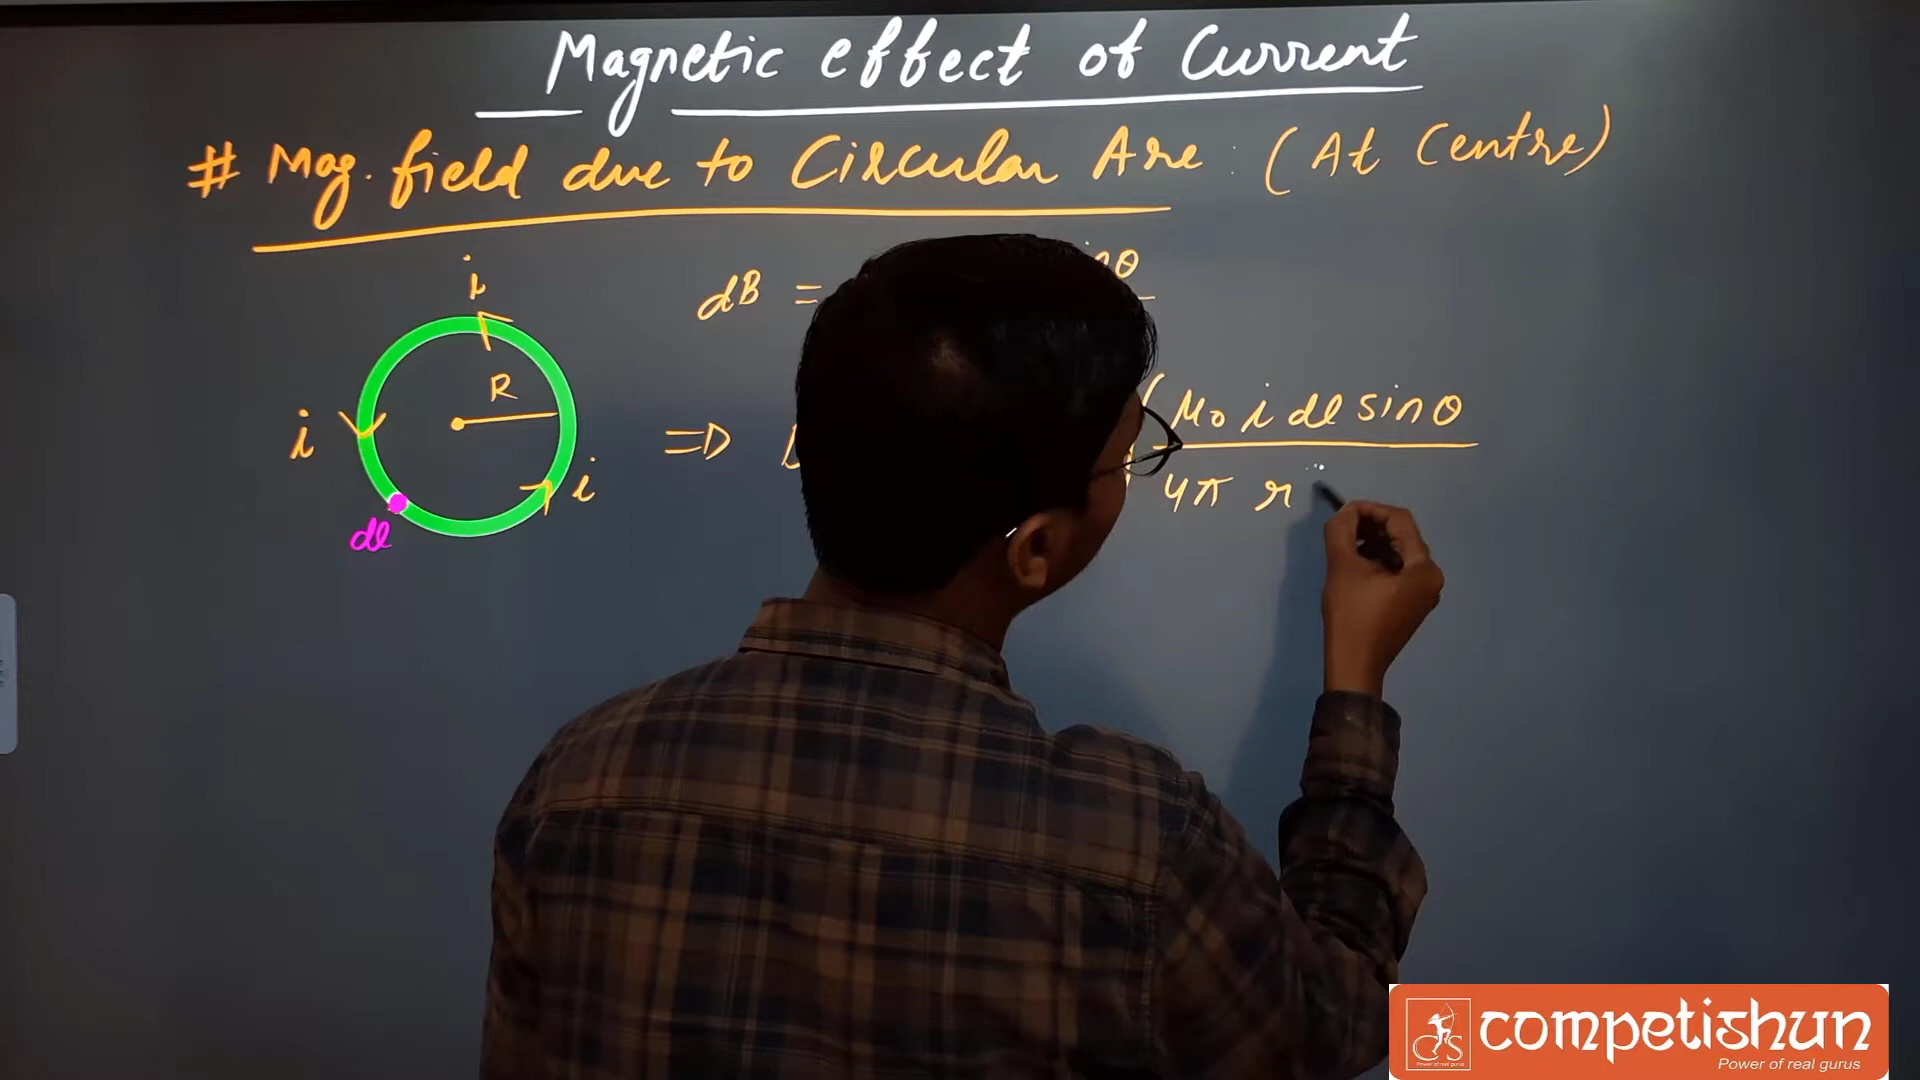 Magnetic effect of Current
# Mag. field due to Circular Arc : (At Centre)
i
dB =
θ
R
i
i
dl
=>
μ0 i dl sinθ
4π r
competishun
Power of real gurus